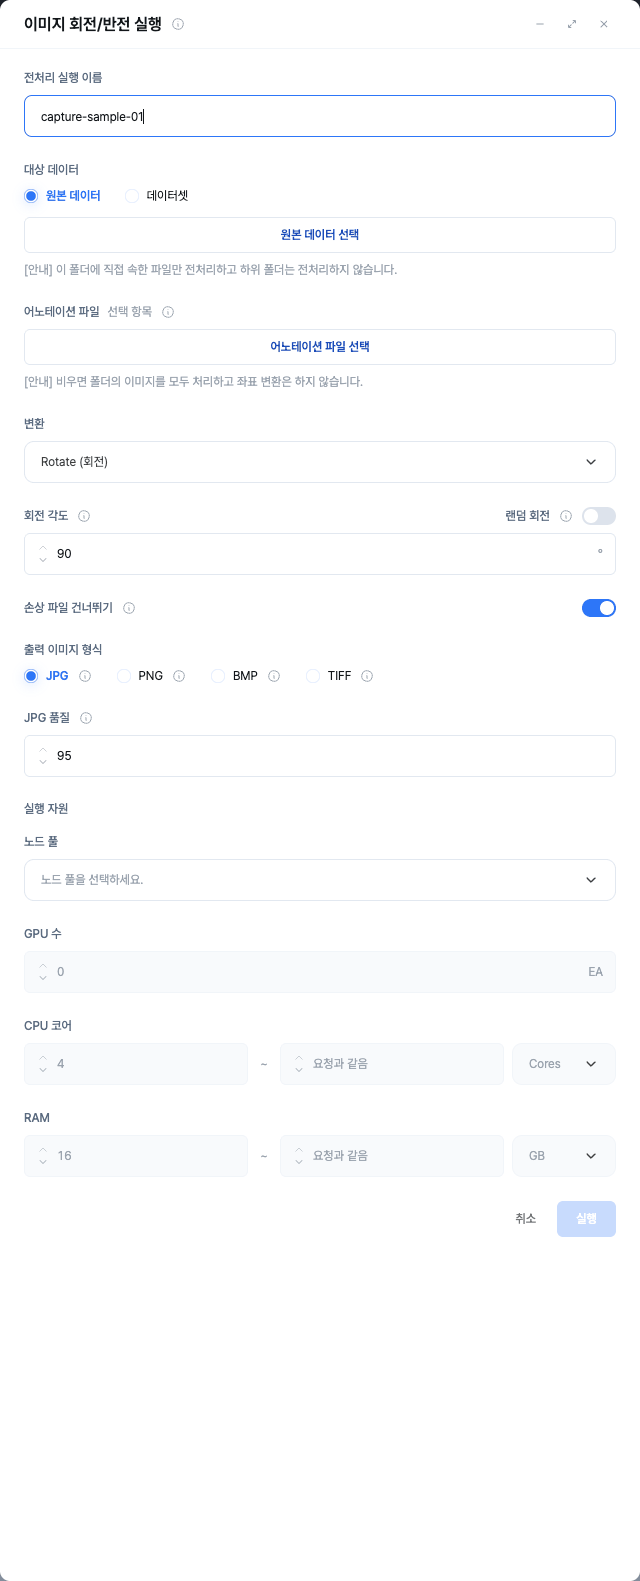 이미지 회전/반전 실행
전처리 실행 이름
capture-sample-01
대상 데이터
원본 데이터 데이터셋
원본 데이터 선택
[안내] 이 폴더에 직접 속한 파일만 전처리하고 하위 폴더는 전처리하지 않습니다.
어노테이션 파일 선택 항목
어노테이션 파일 선택
[안내] 비우면 폴더의 이미지를 모두 처리하고 좌표 변환은 하지 않습니다.
변환
Rotate (회전)
회전 각도 랜덤 회전
90 °
손상 파일 건너뛰기
출력 이미지 형식
JPG PNG BMP TIFF
JPG 품질
95
실행 자원
노드 풀
노드 풀을 선택하세요.
GPU 수
0 EA
CPU 코어
4 ~ 요청과 같음 Cores
RAM
16 ~ 요청과 같음 GB
취소 실행